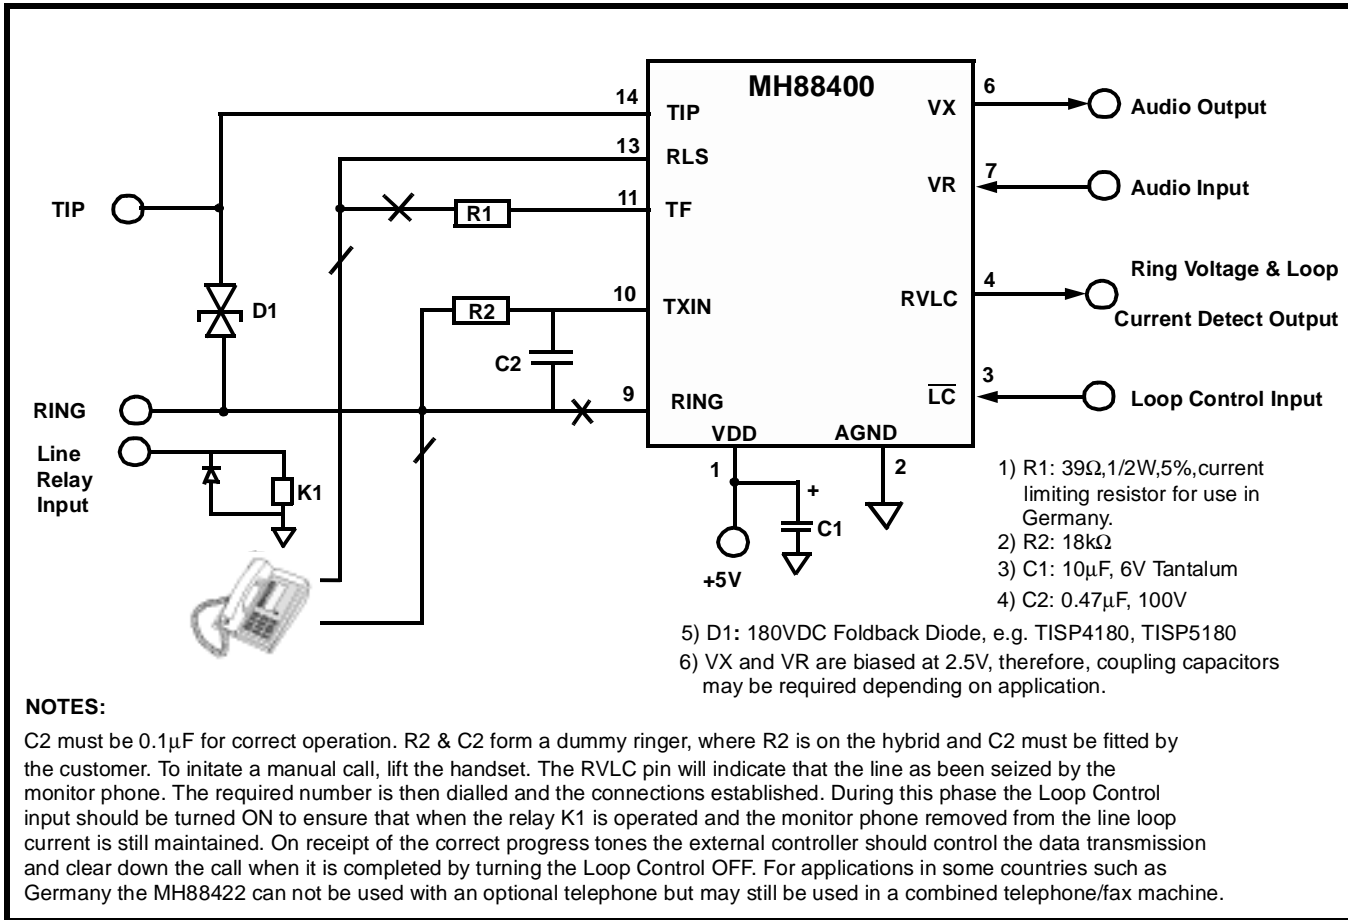 MH88400
14
TIP
13
RLS
11
TF
10
TXIN
9
RING
VDD
1
AGND
2
6
VX
Audio Output
7
VR
Audio Input
4
RVLC
Ring Voltage & Loop
Current Detect Output
3
LC
Loop Control Input
TIP
D1
R1
R2
C2
RING
Line
Relay
Input
K1
+
C1
+5V
1) R1: 39Ω,1/2W,5%,current
limiting resistor for use in
Germany.
2) R2: 18kΩ
3) C1: 10µF, 6V Tantalum
4) C2: 0.47µF, 100V
5) D1: 180VDC Foldback Diode, e.g. TISP4180, TISP5180
6) VX and VR are biased at 2.5V, therefore, coupling capacitors
may be required depending on application.
NOTES:
C2 must be 0.1µF for correct operation. R2 & C2 form a dummy ringer, where R2 is on the hybrid and C2 must be fitted by
the customer. To initate a manual call, lift the handset. The RVLC pin will indicate that the line as been seized by the
monitor phone. The required number is then dialled and the connections established. During this phase the Loop Control
input should be turned ON to ensure that when the relay K1 is operated and the monitor phone removed from the line loop
current is still maintained. On receipt of the correct progress tones the external controller should control the data transmission
and clear down the call when it is completed by turning the Loop Control OFF. For applications in some countries such as
Germany the MH88422 can not be used with an optional telephone but may still be used in a combined telephone/fax machine.